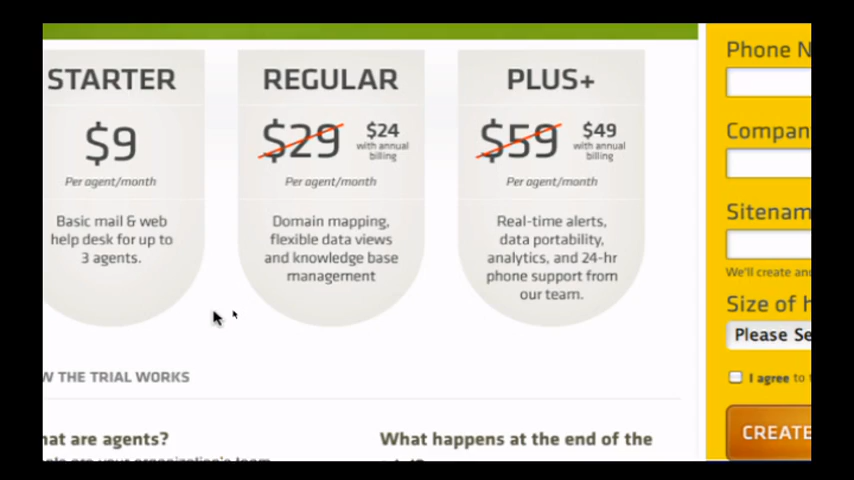 STARTER
$9
Per agent/month
Basic mail & web
help desk for up to
3 agents.
REGULAR
$29 $24
with annual
billing
Per agent/month
Domain mapping,
flexible data views
and knowledge base
management
PLUS+
$59 $49
with annual
billing
Per agent/month
Real-time alerts,
data portability,
analytics, and 24-hr
phone support from
our team.
W THE TRIAL WORKS
hat are agents?
What happens at the end of the
Phone N
Compan
Sitenam
We'll create an
Size of h
Please Se
I agree to t
CREATE